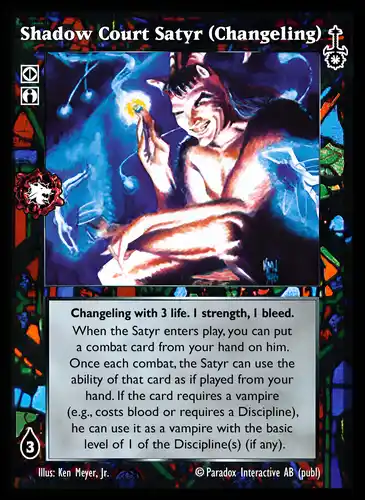 Shadow Court Satyr (Changeling)
Changeling with 3 life. 1 strength, 1 bleed.
When the Satyr enters play, you can put
a combat card from your hand on him.
Once each combat, the Satyr can use the
ability of that card as if played from your
hand. If the card requires a vampire
(e.g., costs blood or requires a Discipline),
he can use it as a vampire with the basic
level of 1 of the Discipline(s) (if any).
3
Illus: Ken Meyer, Jr.
© Paradox Interactive AB (publ)